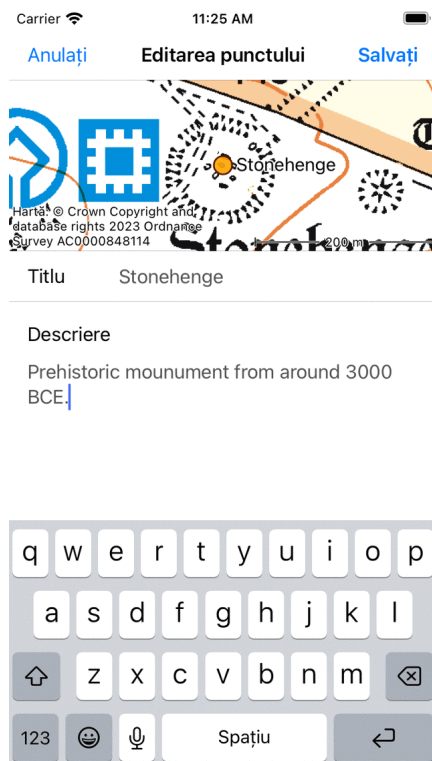 Carrier 11:25 AM
Anulați Editarea punctului Salvați
Stonehenge
Hartă: © Crown Copyright and
database rights 2023 Ordnance
Survey AC0000848114
200 m
Titlu Stonehenge
Descriere
Prehistoric mounument from around 3000
BCE.
q w e r t y u i o p
a s d f g h j k l
z x c v b n m
123 Spațiu